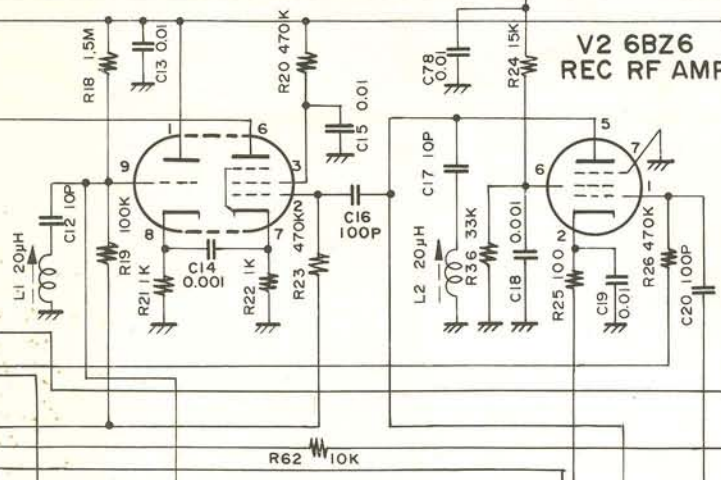 V2 6BZ6
REC RF AMP
R18 1.5M
C13 0.01
R20 470K
C15 0.01
C78 0.01
R24 15K
1
6
9
3
2
8
7
C12 10P
L1 20µH
R19 100K
R21 1K
C14
0.001
R22 1K
R23 470K
C16
100P
C17 10P
L2 20µH
R36 33K
C18 0.001
5
7
6
1
2
R25 100
C19 0.01
R26 470K
C20 100P
R62 10K